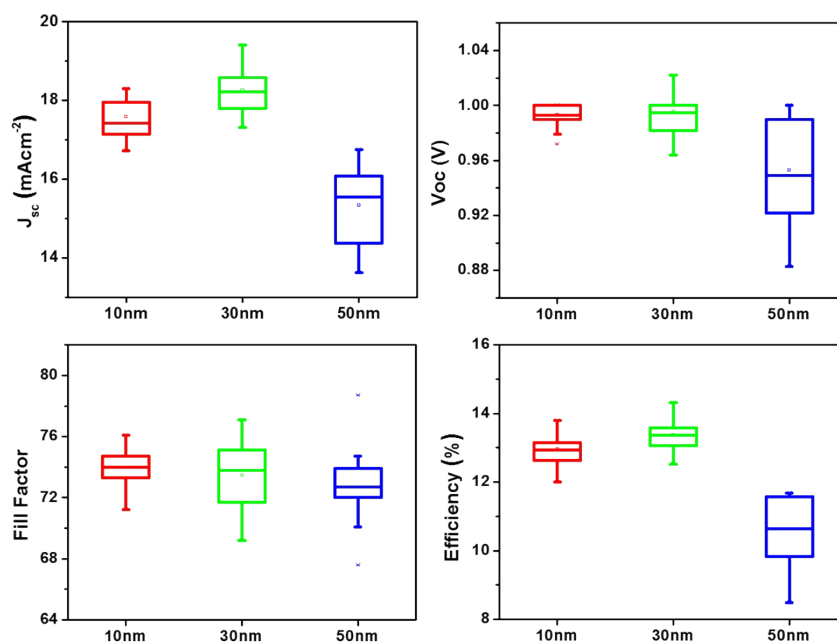 20
18
16
14
12
J_sc (mAcm⁻²)
10nm
30nm
50nm
1.04
1.00
0.96
0.92
0.88
Voc (V)
10nm
30nm
50nm
80
76
72
68
64
Fill Factor
10nm
30nm
50nm
16
14
12
10
8
Efficiency (%)
10nm
30nm
50nm